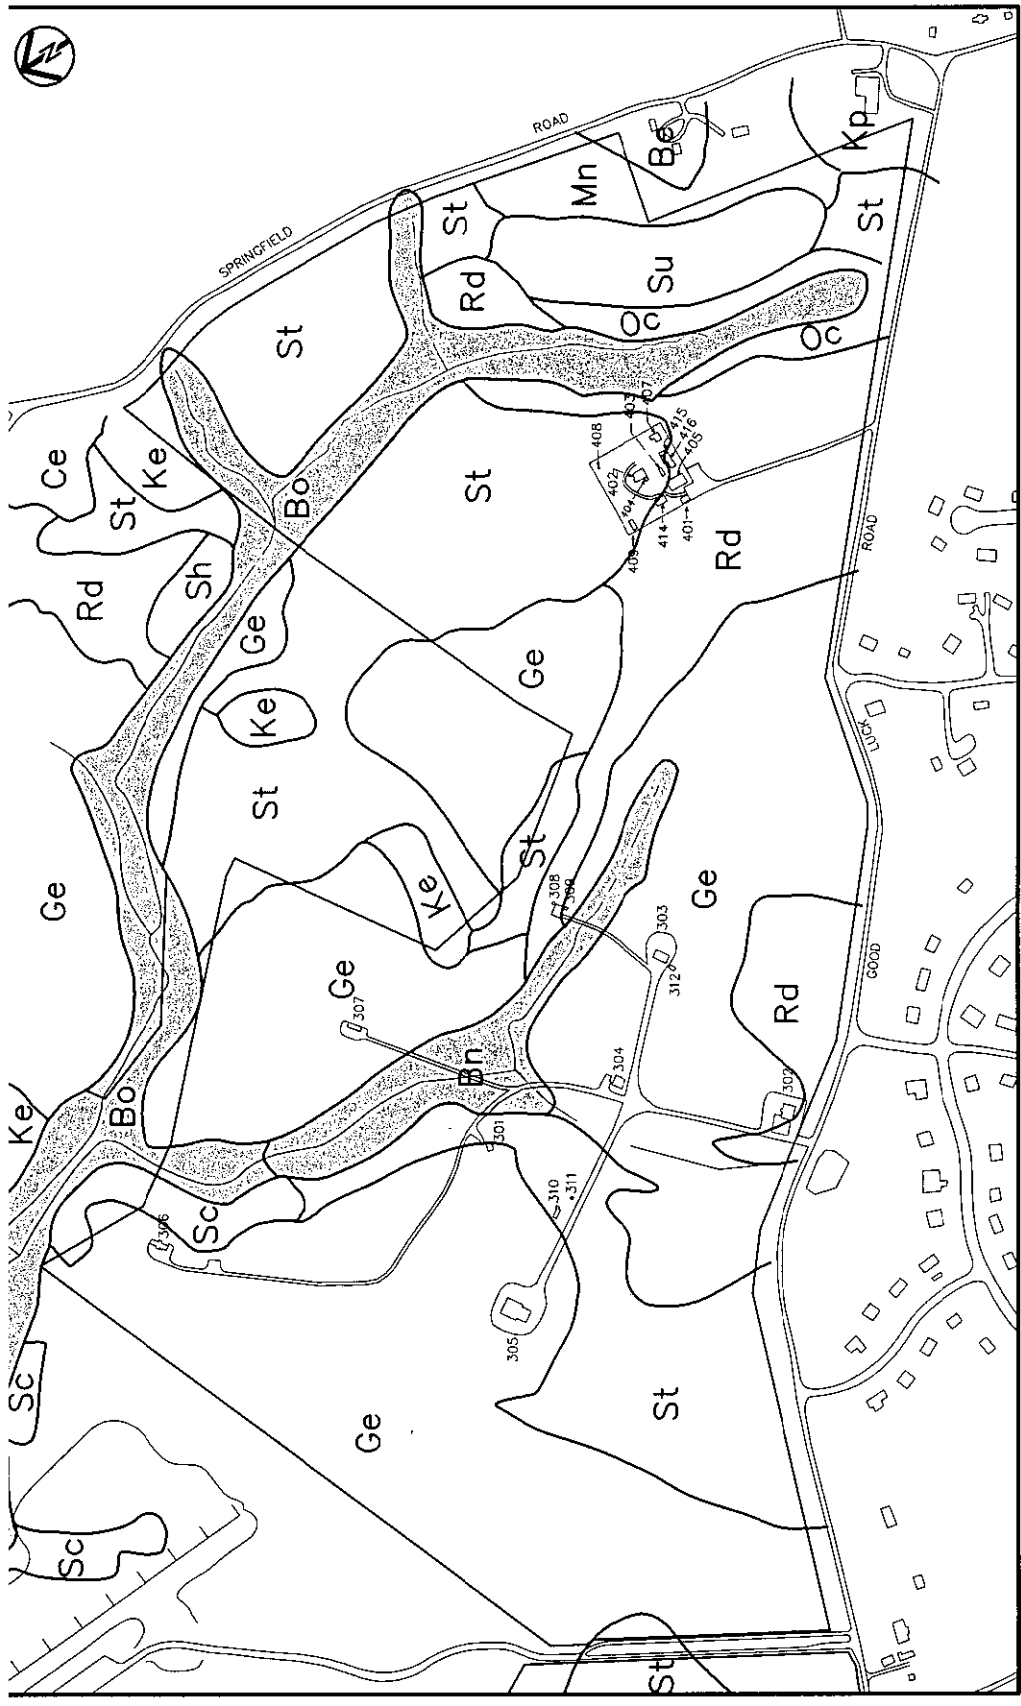 N
ROAD
SPRINGFIELD
Be
Kp
Mn
St
St
Su
Rd
St
Oc
Oc
407
403
415
416
405
408
402
404
414
401
409
Ce
Ke
St
Bo
St
Rd
Sh
Rd
ROAD
Ge
Ge
Ke
LUCK
St
St
Ge
Ke
308
309
Ge
303
312
GOOD
Ge
307
Rd
Bn
304
302
Ke
Bo
301
310
311
306
Sc
305
Sc
St
Ge
Sc
St